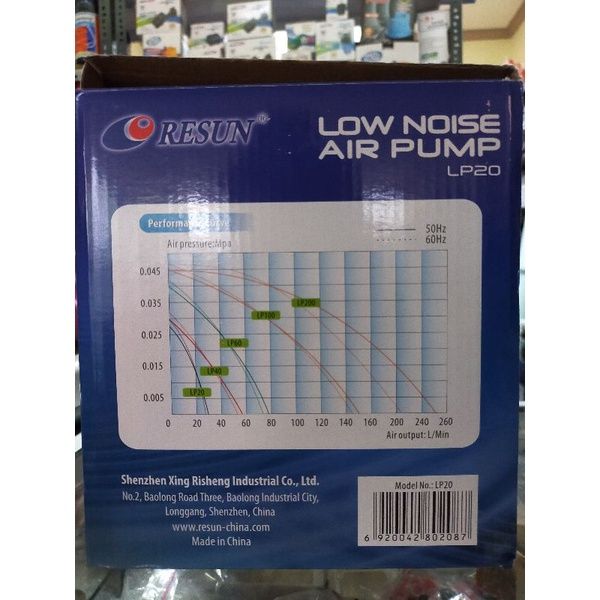 RESUN®
LOW NOISE
AIR PUMP
LP20
Performance Curve
50Hz
60Hz
Air pressure:Mpa
0.045
0.035
0.025
0.015
0.005
LP200
LP100
LP60
LP40
LP20
0 20 40 60 80 100 120 140 160 200 240 260
Air output: L/Min
Shenzhen Xing Risheng Industrial Co., Ltd.
No.2, Baolong Road Three, Baolong Industrial City,
Longgang, Shenzhen, China
www.resun-china.com
Made in China
Model No.: LP20
6 920042 802087